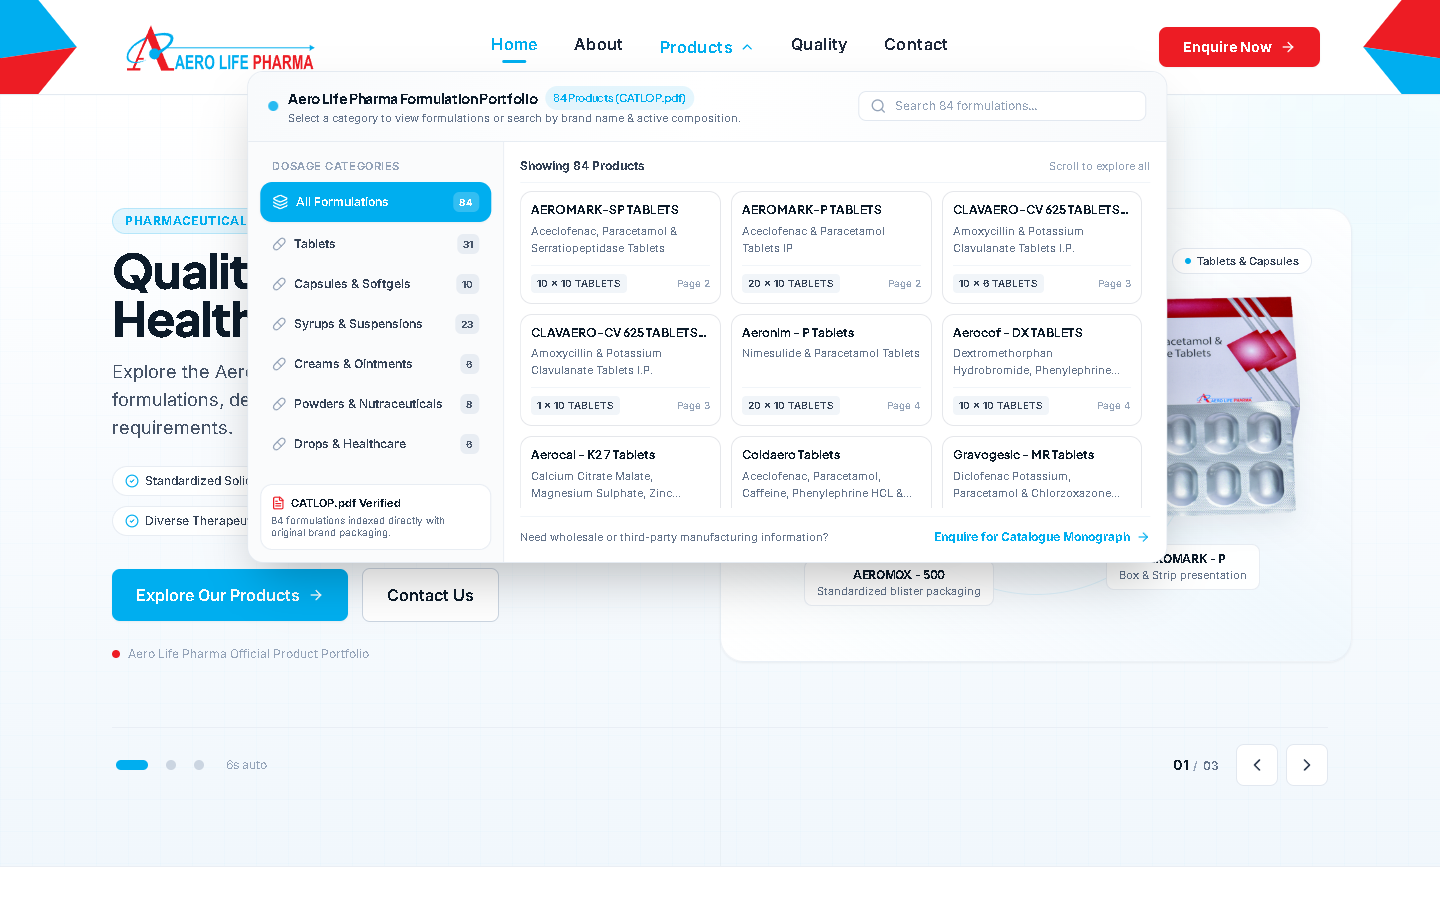 AERO LIFE PHARMA
Home
About
Products
Quality
Contact
Enquire Now
Aero Life Pharma Formulation Portfolio
84 Products (CATLOP.pdf)
Select a category to view formulations or search by brand name & active composition.
Search 84 formulations...
DOSAGE CATEGORIES
All Formulations
84
Tablets
31
Capsules & Softgels
10
Syrups & Suspensions
23
Creams & Ointments
6
Powders & Nutraceuticals
8
Drops & Healthcare
6
CATLOP.pdf Verified
84 formulations indexed directly with
original brand packaging.
Showing 84 Products
Scroll to explore all
AEROMARK-SP TABLETS
Aceclofenac, Paracetamol &
Serratiopeptidase Tablets
10 × 10 TABLETS
Page 2
AEROMARK-P TABLETS
Aceclofenac & Paracetamol
Tablets IP
20 × 10 TABLETS
Page 2
CLAVAERO-CV 625 TABLETS...
Amoxycillin & Potassium
Clavulanate Tablets I.P.
10 × 6 TABLETS
Page 3
CLAVAERO-CV 625 TABLETS...
Amoxycillin & Potassium
Clavulanate Tablets I.P.
1 × 10 TABLETS
Page 3
Aeronim - P Tablets
Nimesulide & Paracetamol Tablets
20 × 10 TABLETS
Page 4
Aerocof - DX TABLETS
Dextromethorphan
Hydrobromide, Phenylephrine...
10 × 10 TABLETS
Page 4
Aerocal - K2 7 Tablets
Calcium Citrate Malate,
Magnesium Sulphate, Zinc...
Coldaero Tablets
Aceclofenac, Paracetamol,
Caffeine, Phenylephrine HCL &...
Gravogesic - MR Tablets
Diclofenac Potassium,
Paracetamol & Chlorzoxazone...
Need wholesale or third-party manufacturing information?
Enquire for Catalogue Monograph
PHARMACEUTICAL
Qualit
Health
Explore the Aero
formulations, de
requirements.
Standardized Solid
Diverse Therapeut
Explore Our Products
Contact Us
Aero Life Pharma Official Product Portfolio
Tablets & Capsules
acetamol &
e Tablets
AERO LIFE PHARMA
AEROMOX - 500
Standardized blister packaging
OMARK - P
Box & Strip presentation
6s auto
01 / 03